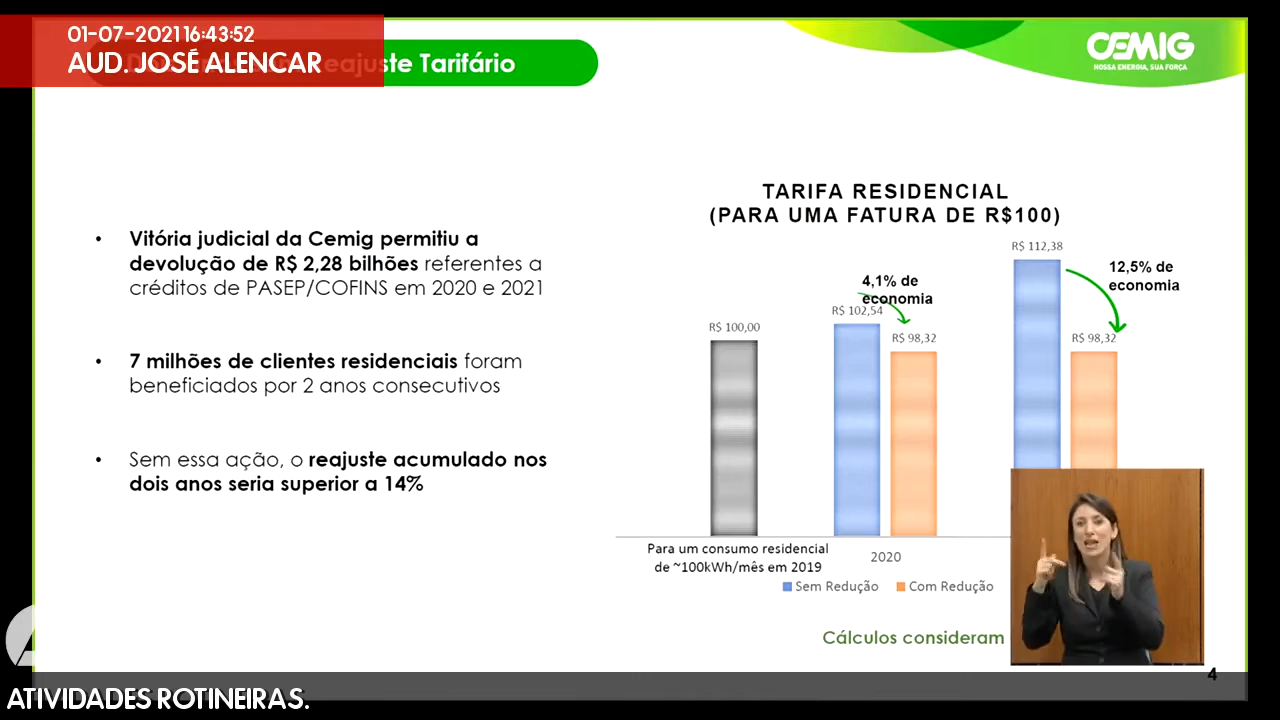 01-07-2021 16:43:52
AUD. JOSÉ ALENCAR
Reajuste Tarifário
CEMIG
NOSSA ENERGIA, SUA FORÇA
• Vitória judicial da Cemig permitiu a
devolução de R$ 2,28 bilhões referentes a
créditos de PASEP/COFINS em 2020 e 2021
• 7 milhões de clientes residenciais foram
beneficiados por 2 anos consecutivos
• Sem essa ação, o reajuste acumulado nos
dois anos seria superior a 14%
TARIFA RESIDENCIAL
(PARA UMA FATURA DE R$100)
R$ 112,38
12,5% de
economia
4,1% de
economia
R$ 102,54
R$ 100,00
R$ 98,32
R$ 98,32
Para um consumo residencial
de ~100kWh/mês em 2019
2020
Sem Redução
Com Redução
Cálculos consideram
4
ATIVIDADES ROTINEIRAS.